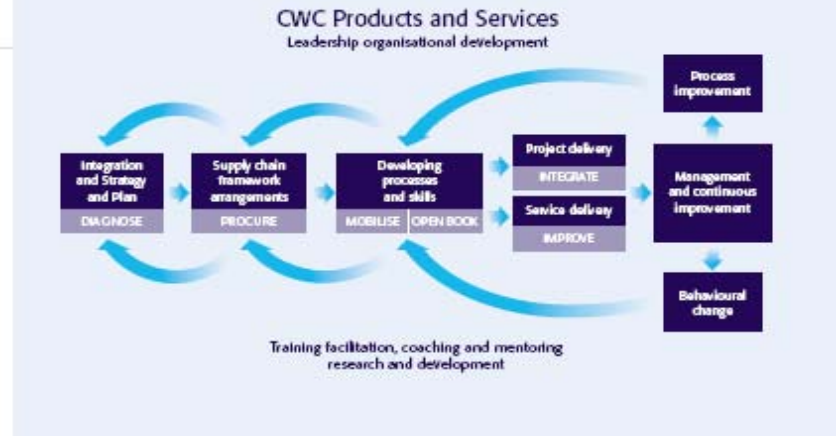 CWC Products and Services
Leadership organisational development
Process
improvement
Integration
and Strategy
and Plan
DIAGNOSE
Supply chain
framework
arrangements
PROCURE
Developing
processes
and skills
MOBILISE
OPEN BOOK
Project delivery
INTEGRATE
Service delivery
IMPROVE
Management
and continuous
improvement
Behavioural
change
Training facilitation, coaching and mentoring
research and development